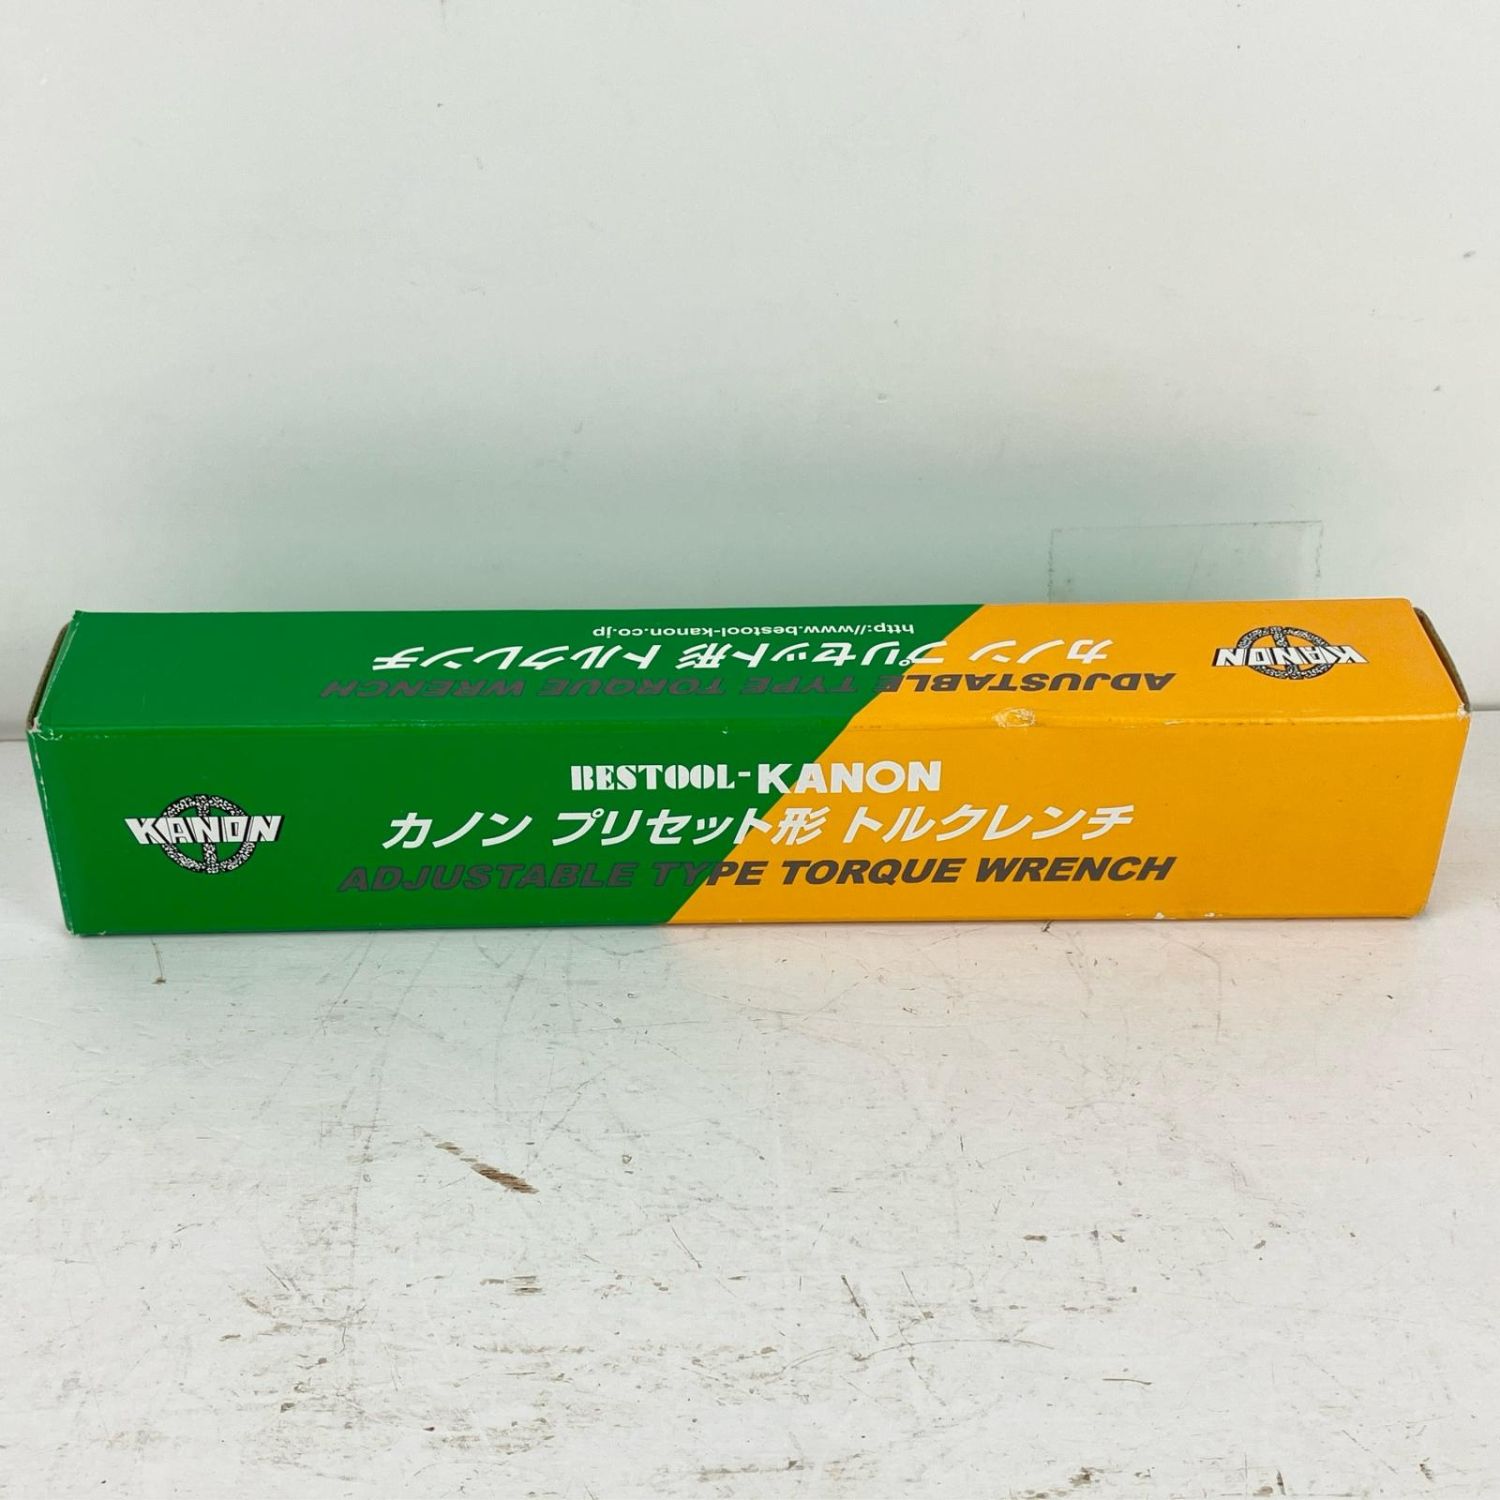 http://www.bestool-kanon.co.jp
カノン プリセット形 トルクレンチ
ADJUSTABLE TYPE TORQUE WRENCH
KANON
BESTOOL-KANON
カノン プリセット形 トルクレンチ
ADJUSTABLE TYPE TORQUE WRENCH
KANON